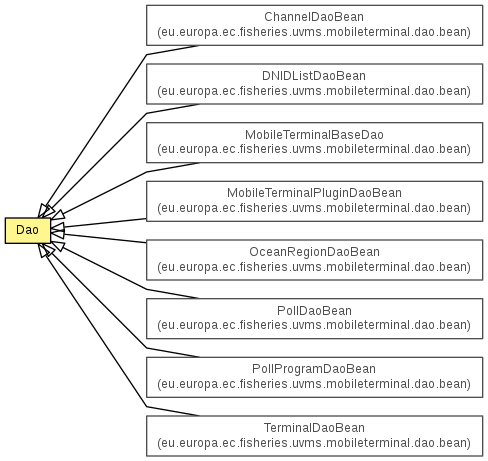 ChannelDaoBean
(eu.europa.ec.fisheries.uvms.mobileterminal.dao.bean)
DNIDListDaoBean
(eu.europa.ec.fisheries.uvms.mobileterminal.dao.bean)
MobileTerminalBaseDao
(eu.europa.ec.fisheries.uvms.mobileterminal.dao.bean)
MobileTerminalPluginDaoBean
(eu.europa.ec.fisheries.uvms.mobileterminal.dao.bean)
Dao
OceanRegionDaoBean
(eu.europa.ec.fisheries.uvms.mobileterminal.dao.bean)
PollDaoBean
(eu.europa.ec.fisheries.uvms.mobileterminal.dao.bean)
PollProgramDaoBean
(eu.europa.ec.fisheries.uvms.mobileterminal.dao.bean)
TerminalDaoBean
(eu.europa.ec.fisheries.uvms.mobileterminal.dao.bean)